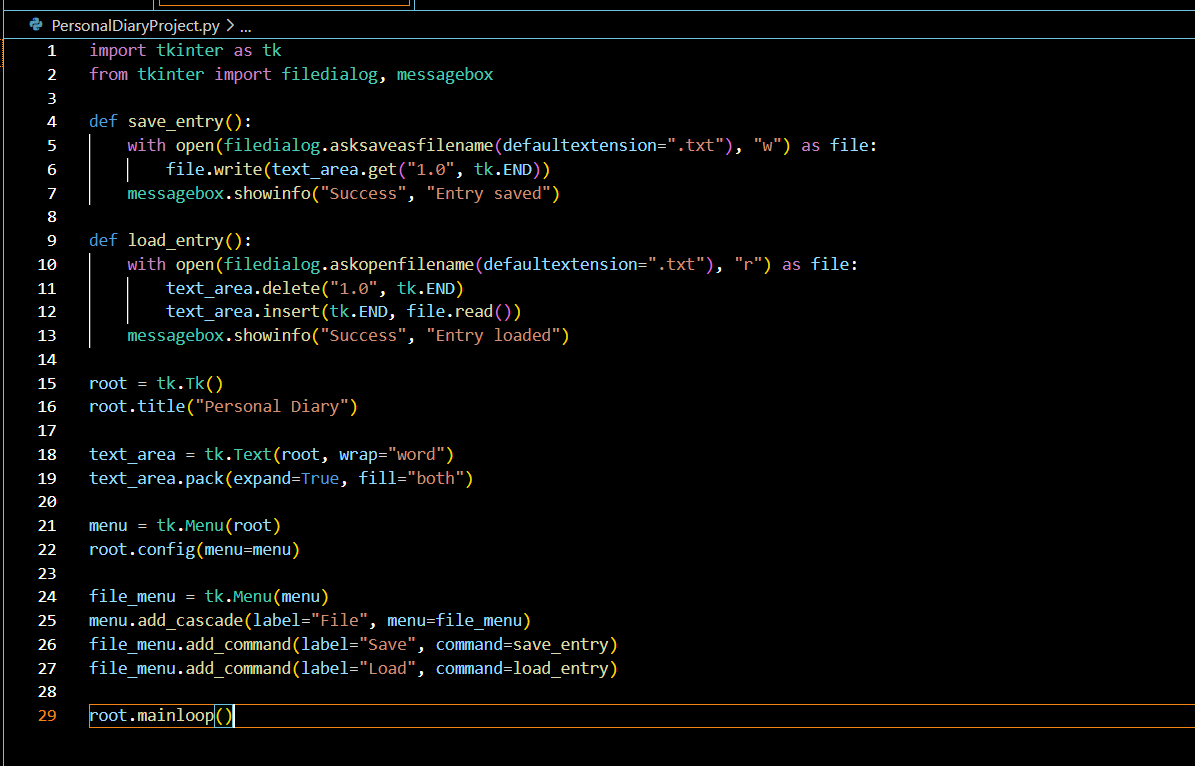 PersonalDiaryProject.py > ...
1 import tkinter as tk
2 from tkinter import filedialog, messagebox
3
4 def save_entry():
5     with open(filedialog.asksaveasfilename(defaultextension=".txt"), "w") as file:
6         file.write(text_area.get("1.0", tk.END))
7     messagebox.showinfo("Success", "Entry saved")
8
9 def load_entry():
10     with open(filedialog.askopenfilename(defaultextension=".txt"), "r") as file:
11         text_area.delete("1.0", tk.END)
12         text_area.insert(tk.END, file.read())
13     messagebox.showinfo("Success", "Entry loaded")
14
15 root = tk.Tk()
16 root.title("Personal Diary")
17
18 text_area = tk.Text(root, wrap="word")
19 text_area.pack(expand=True, fill="both")
20
21 menu = tk.Menu(root)
22 root.config(menu=menu)
23
24 file_menu = tk.Menu(menu)
25 menu.add_cascade(label="File", menu=file_menu)
26 file_menu.add_command(label="Save", command=save_entry)
27 file_menu.add_command(label="Load", command=load_entry)
28
29 root.mainloop()